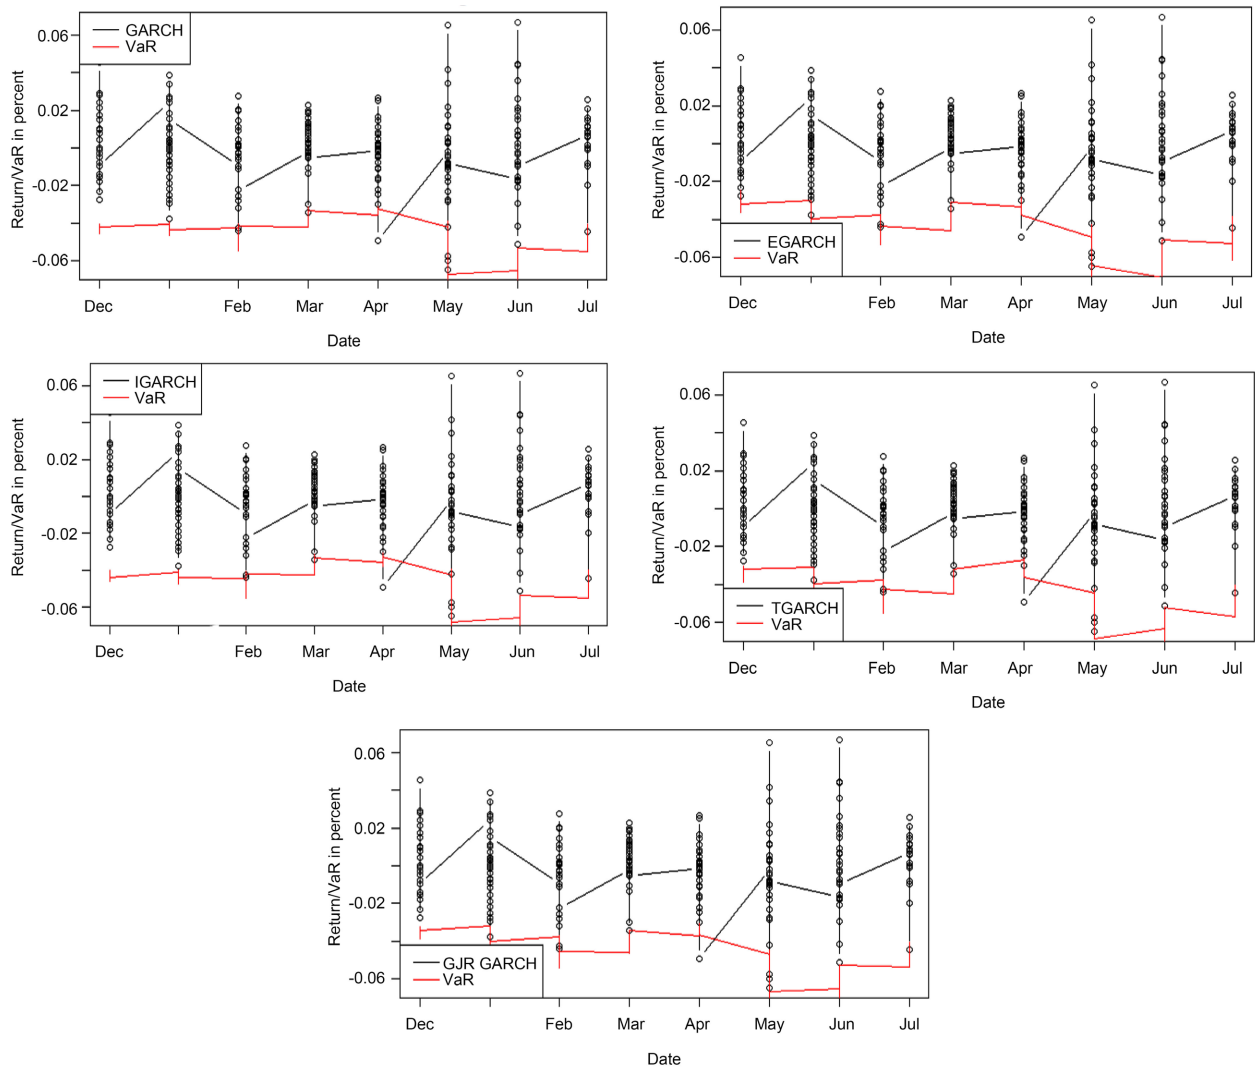 GARCH
VaR
0.06
0.02
-0.02
-0.06
Return/VaR in percent
Dec Feb Mar Apr May Jun Jul
Date
0.06
0.02
-0.02
-0.06
Return/VaR in percent
EGARCH
VaR
Dec Feb Mar Apr May Jun Jul
Date
IGARCH
VaR
0.06
0.02
-0.02
-0.06
Return/VaR in percent
Dec Feb Mar Apr May Jun Jul
Date
0.06
0.02
-0.02
-0.06
Return/VaR in percent
TGARCH
VaR
Dec Feb Mar Apr May Jun Jul
Date
0.06
0.02
-0.02
-0.06
Return/VaR in percent
GJR GARCH
VaR
Dec Feb Mar Apr May Jun Jul
Date